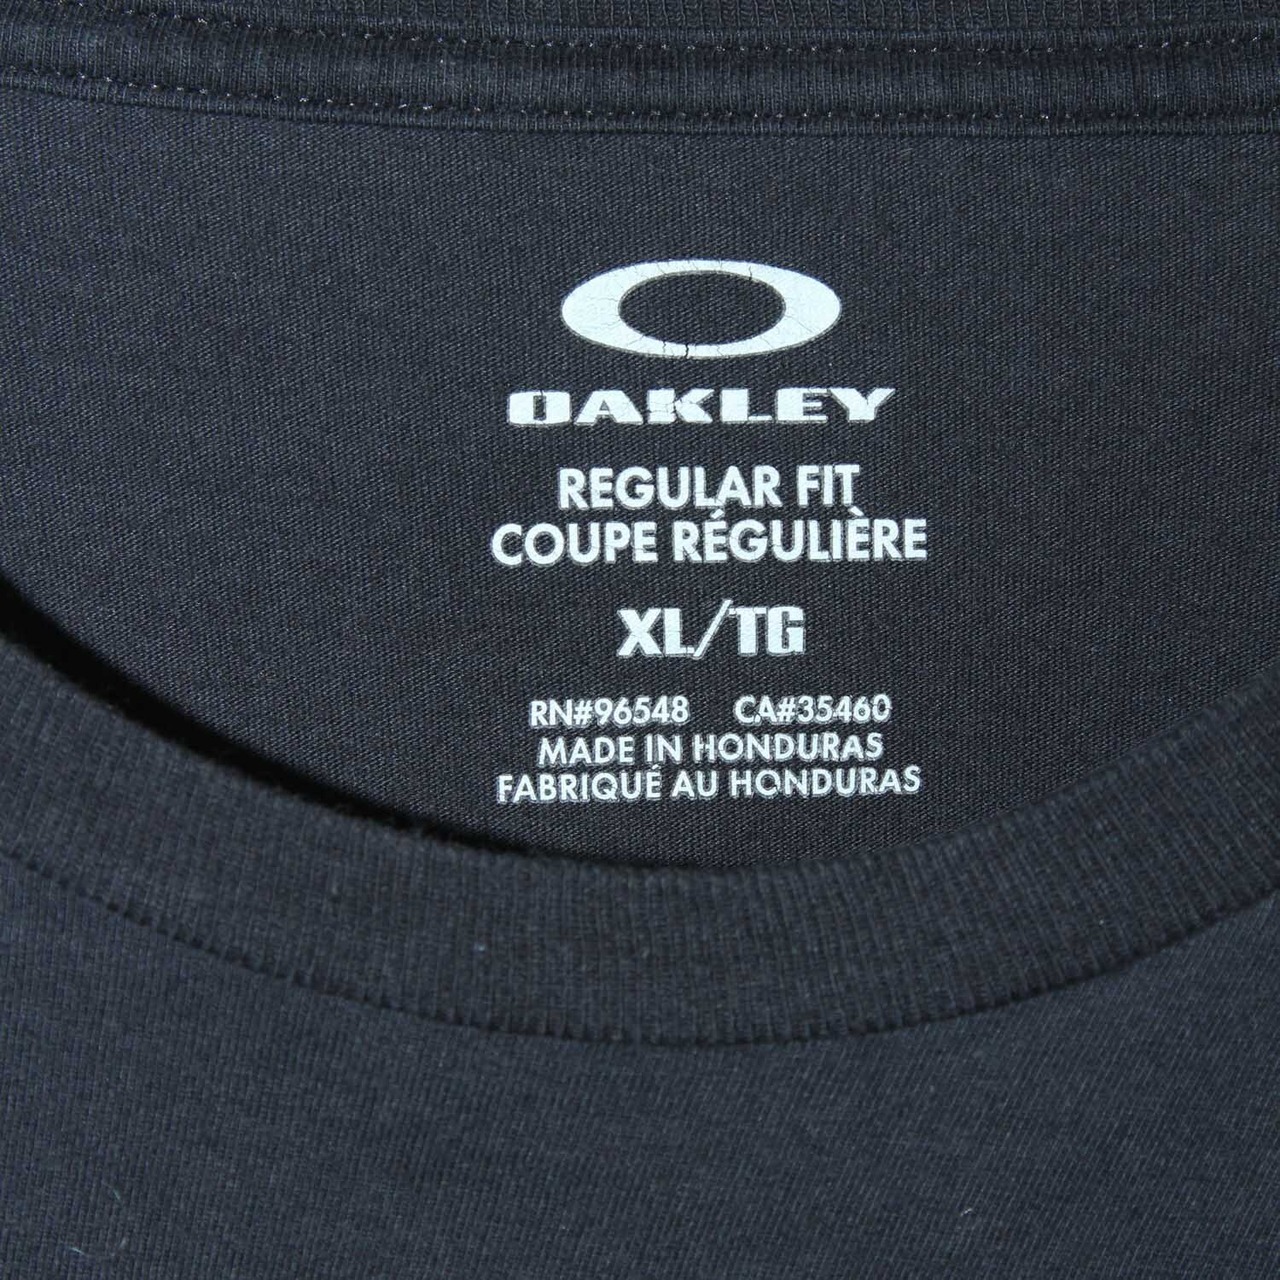 OAKLEY
REGULAR FIT
COUPE RÉGULIÈRE
XL/TG
RN#96548 CA#35460
MADE IN HONDURAS
FABRIQUÉ AU HONDURAS